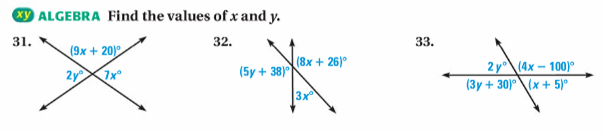 xy ALGEBRA Find the values of x and y.
31. 32. 33.
(9x + 20)° (8x + 26)°
2y° 7x° (5y + 38)° 2y° (4x − 100)°
3x° (3y + 30)° (x + 5)°